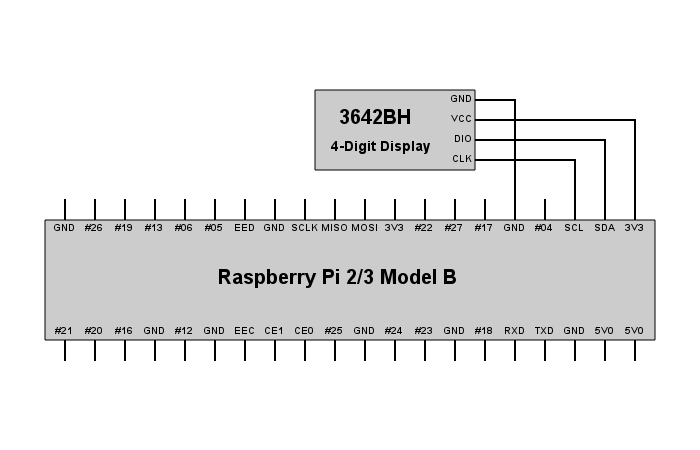 GND
3642BH
VCC
DIO
4-Digit Display
CLK
GND #26 #19 #13 #06 #05 EED GND SCLK MISO MOSI 3V3 #22 #27 #17 GND #04 SCL SDA 3V3
Raspberry Pi 2/3 Model B
#21 #20 #16 GND #12 GND EEC CE1 CE0 #25 GND #24 #23 GND #18 RXD TXD GND 5V0 5V0